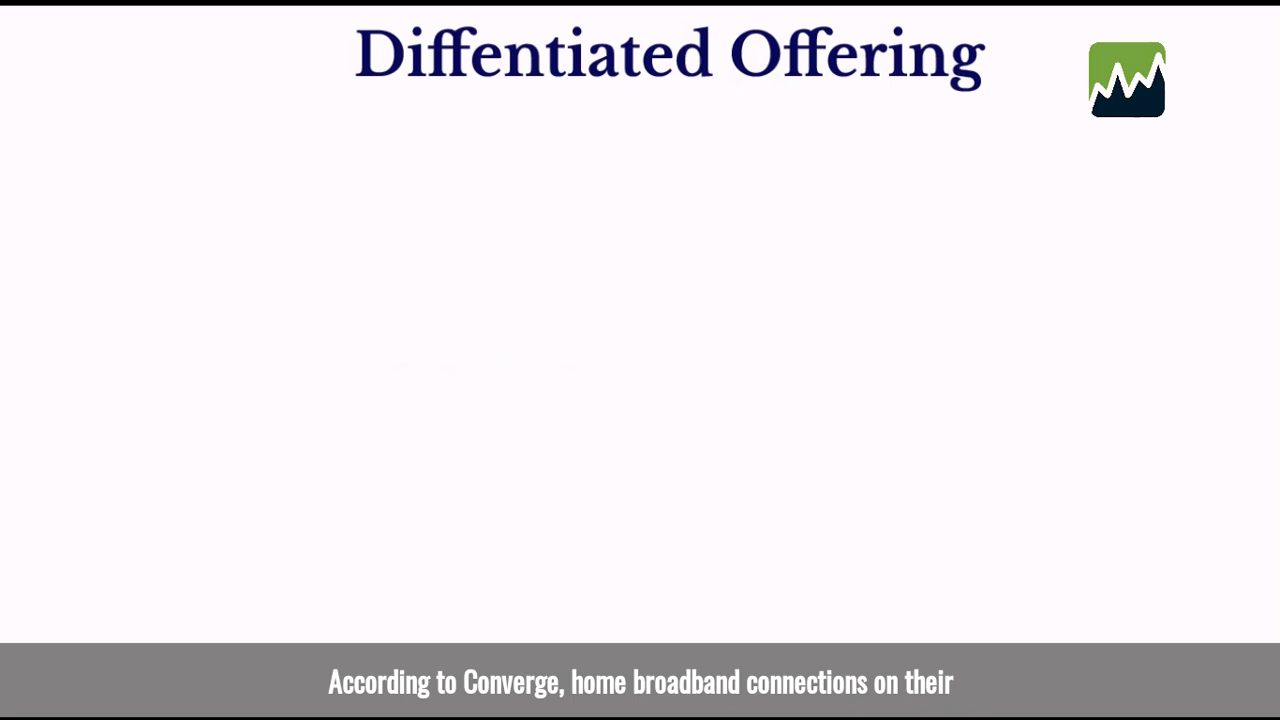 Diffentiated Offering
According to Converge, home broadband connections on their